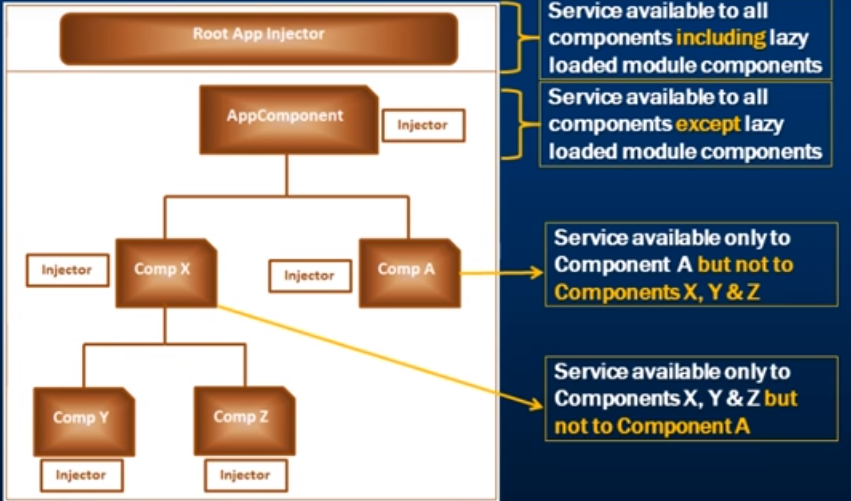 Root App Injector
Service available to all
components including lazy
loaded module components
AppComponent
Injector
Service available to all
components except lazy
loaded module components
Injector
Comp X
Injector
Comp A
Service available only to
Component A but not to
Components X, Y & Z
Comp Y
Injector
Comp Z
Injector
Service available only to
Components X, Y & Z but
not to Component A